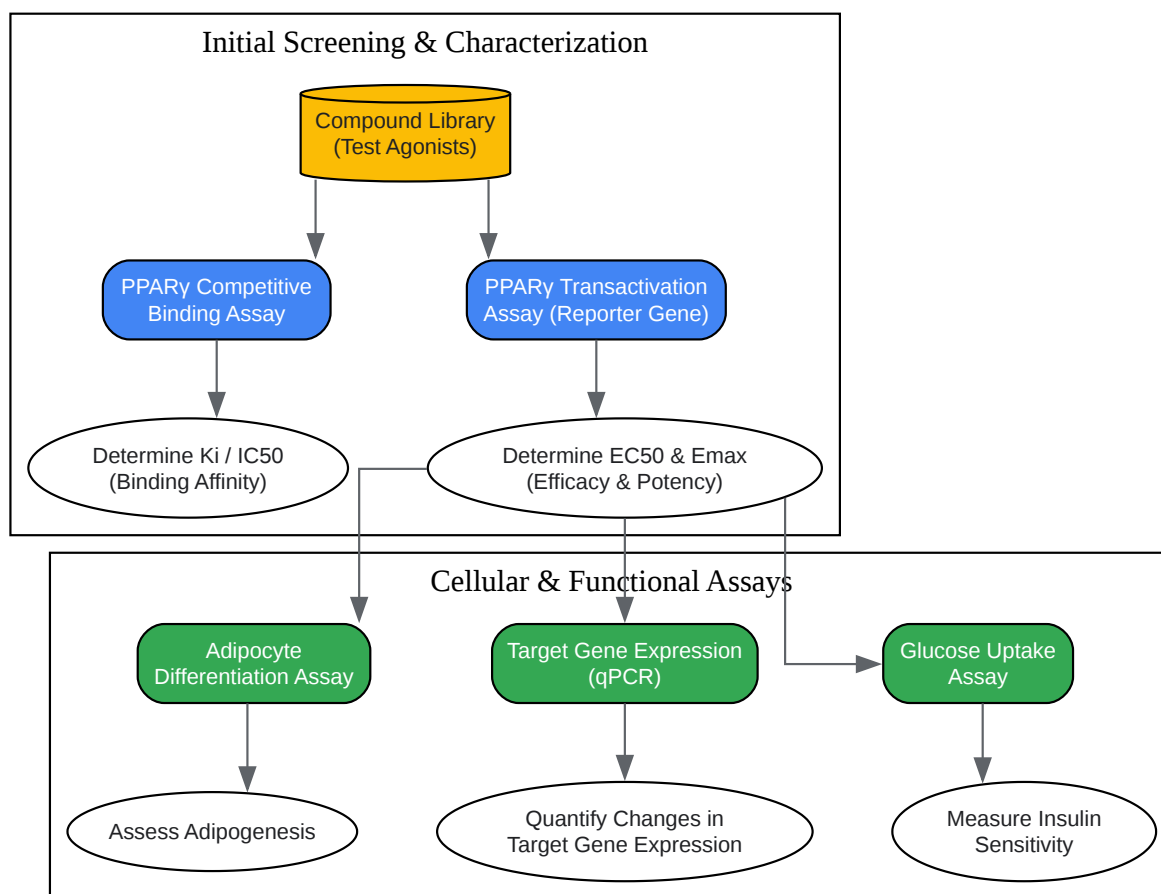 Initial Screening & Characterization
Compound Library
(Test Agonists)
PPARγ Competitive
Binding Assay
PPARγ Transactivation
Assay (Reporter Gene)
Determine Ki / IC50
(Binding Affinity)
Determine EC50 & Emax
(Efficacy & Potency)
Cellular & Functional Assays
Adipocyte
Differentiation Assay
Target Gene Expression
(qPCR)
Glucose Uptake
Assay
Assess Adipogenesis
Quantify Changes in
Target Gene Expression
Measure Insulin
Sensitivity